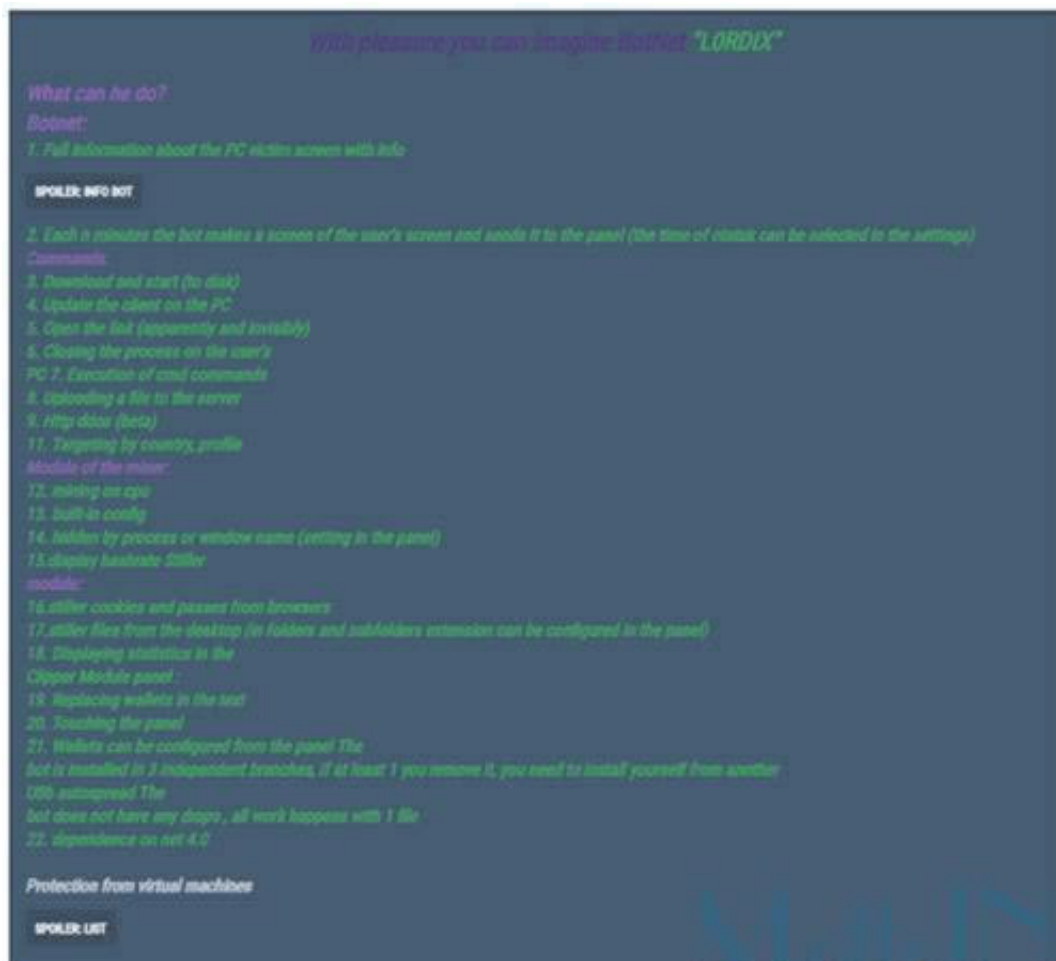 With pleasure you can imagine BotNet "L0RDIX"
What can he do?
Botnet:
1. Full information about the PC victim screen with info
SPOILER: INFO BOT
2. Each n minutes the bot makes a screen of the user's screen and sends it to the panel (the time of status can be selected in the settings)
Commands:
3. Download and start (to disk)
4. Update the client on the PC
5. Open the link (apparently and invisibly)
6. Closing the process on the user's
PC 7. Execution of cmd commands
8. Uploading a file to the server
9. Http ddos (beta)
11. Targeting by country, profile
Module of the miner:
12. mining on cpu
13. built-in config
14. hidden by process or window name (setting in the panel)
15.display hashrate Stiller
module:
16.stiller cookies and passes from browsers
17.stiller files from the desktop (in folders and subfolders extension can be configured in the panel)
18. Displaying statistics in the
Clipper Module panel :
19. Replacing wallets in the text
20. Touching the panel
21. Wallets can be configured from the panel The
bot is installed in 3 independent branches, if at least 1 you remove it, you need to install yourself from another
USB autospread The
bot does not have any drops , all work happens with 1 file
22. dependence on net 4.0
Protection from virtual machines
SPOILER: LIST